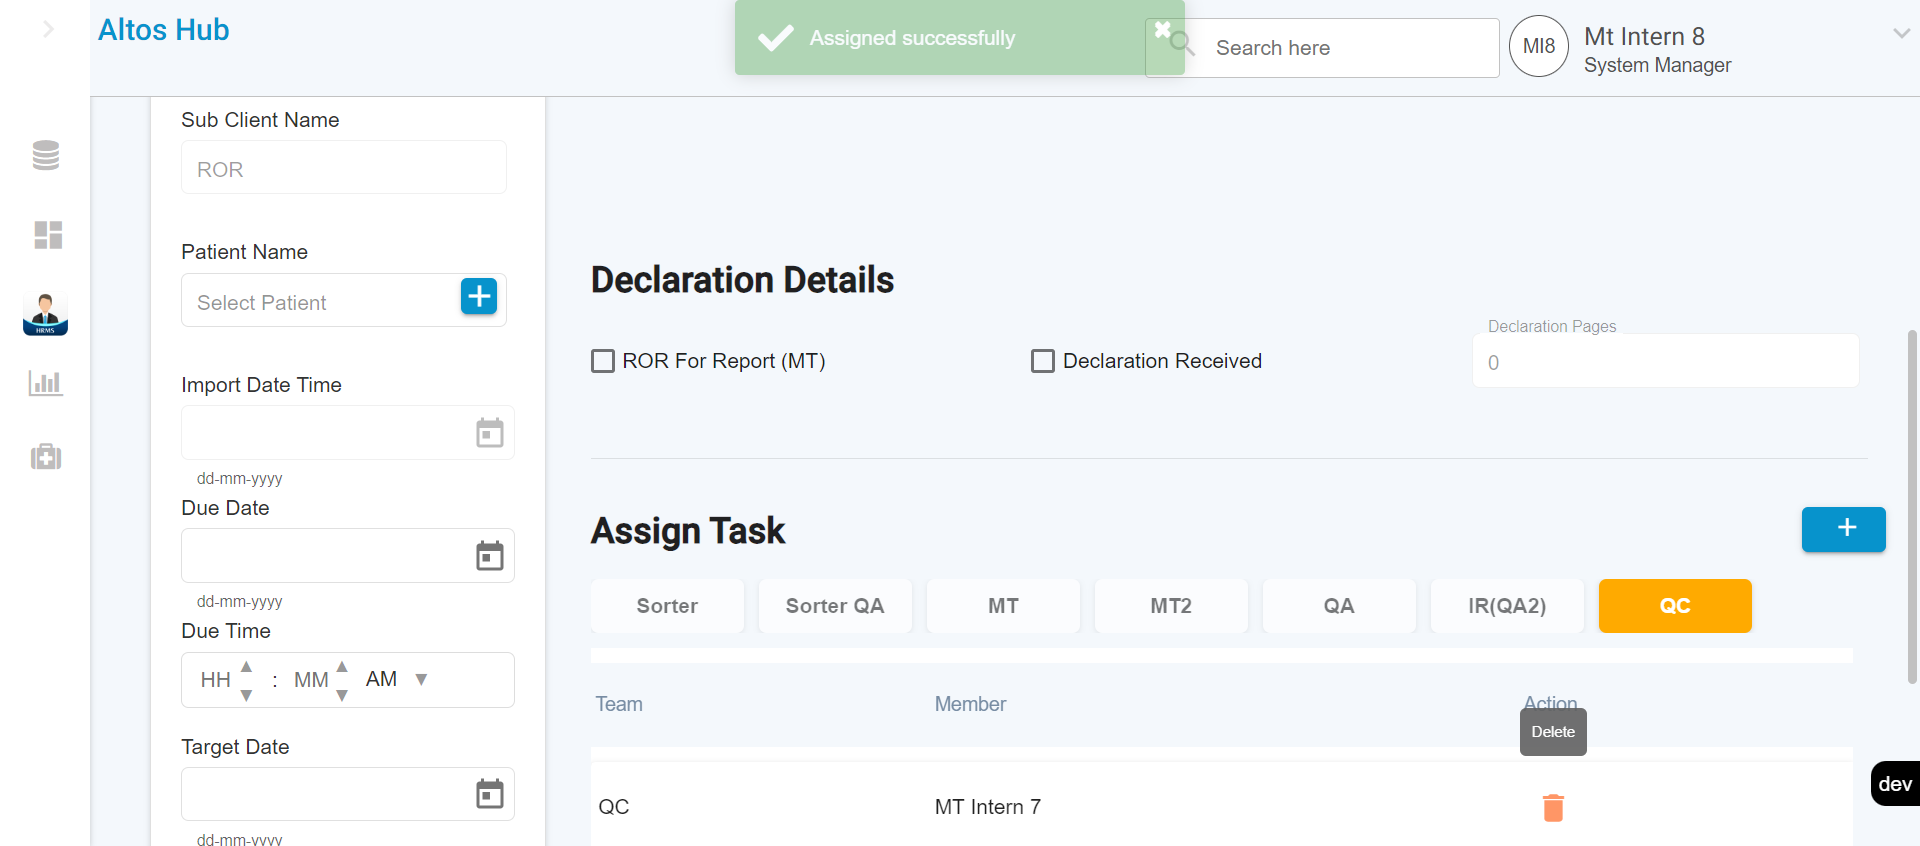 Altos Hub
Assigned successfully
Search here
MI8
Mt Intern 8
System Manager
HRMS
Sub Client Name
ROR
Patient Name
Select Patient
Import Date Time
dd-mm-yyyy
Due Date
dd-mm-yyyy
Due Time
HH : MM AM
Target Date
dd-mm-yyyy
Declaration Details
ROR For Report (MT)
Declaration Received
Declaration Pages
0
Assign Task
Sorter
Sorter QA
MT
MT2
QA
IR(QA2)
QC
Team
Member
Action
Delete
QC
MT Intern 7
dev